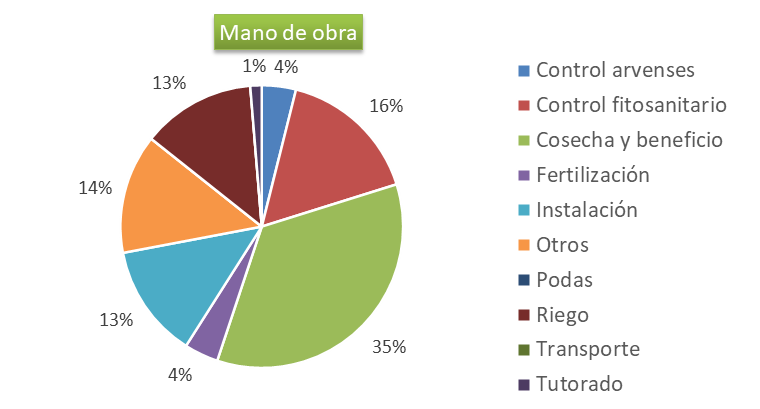 Mano de obra
1%
4%
16%
35%
4%
13%
14%
13%
Control arvenses
Control fitosanitario
Cosecha y beneficio
Fertilización
Instalación
Otros
Podas
Riego
Transporte
Tutorado